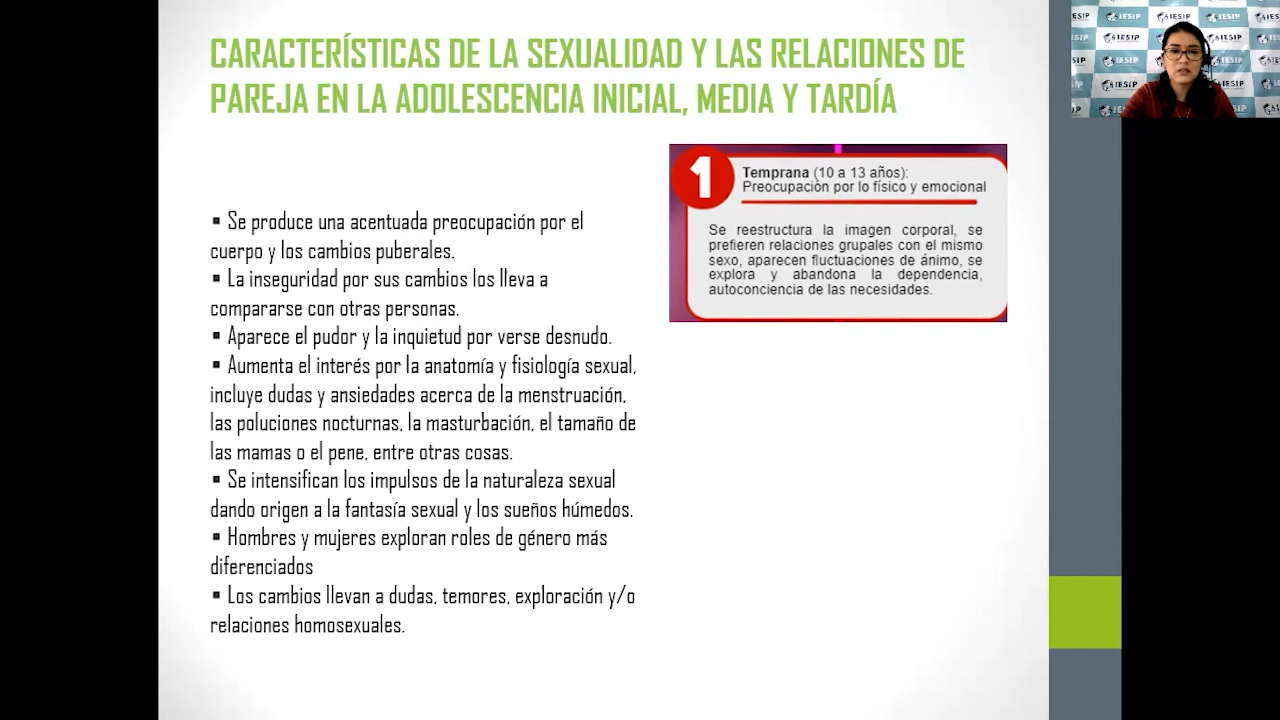 CARACTERÍSTICAS DE LA SEXUALIDAD Y LAS RELACIONES DE
PAREJA EN LA ADOLESCENCIA INICIAL, MEDIA Y TARDÍA
▪ Se produce una acentuada preocupación por el
cuerpo y los cambios puberales.
▪ La inseguridad por sus cambios los lleva a
compararse con otras personas.
▪ Aparece el pudor y la inquietud por verse desnudo.
▪ Aumenta el interés por la anatomía y fisiología sexual,
incluye dudas y ansiedades acerca de la menstruación,
las poluciones nocturnas, la masturbación, el tamaño de
las mamas o el pene, entre otras cosas.
▪ Se intensifican los impulsos de la naturaleza sexual
dando origen a la fantasía sexual y los sueños húmedos.
▪ Hombres y mujeres exploran roles de género más
diferenciados
▪ Los cambios llevan a dudas, temores, exploración y/o
relaciones homosexuales.
1
Temprana (10 a 13 años):
Preocupación por lo físico y emocional
Se reestructura la imagen corporal, se
prefieren relaciones grupales con el mismo
sexo, aparecen fluctuaciones de ánimo, se
explora y abandona la dependencia,
autoconciencia de las necesidades.
IESIP